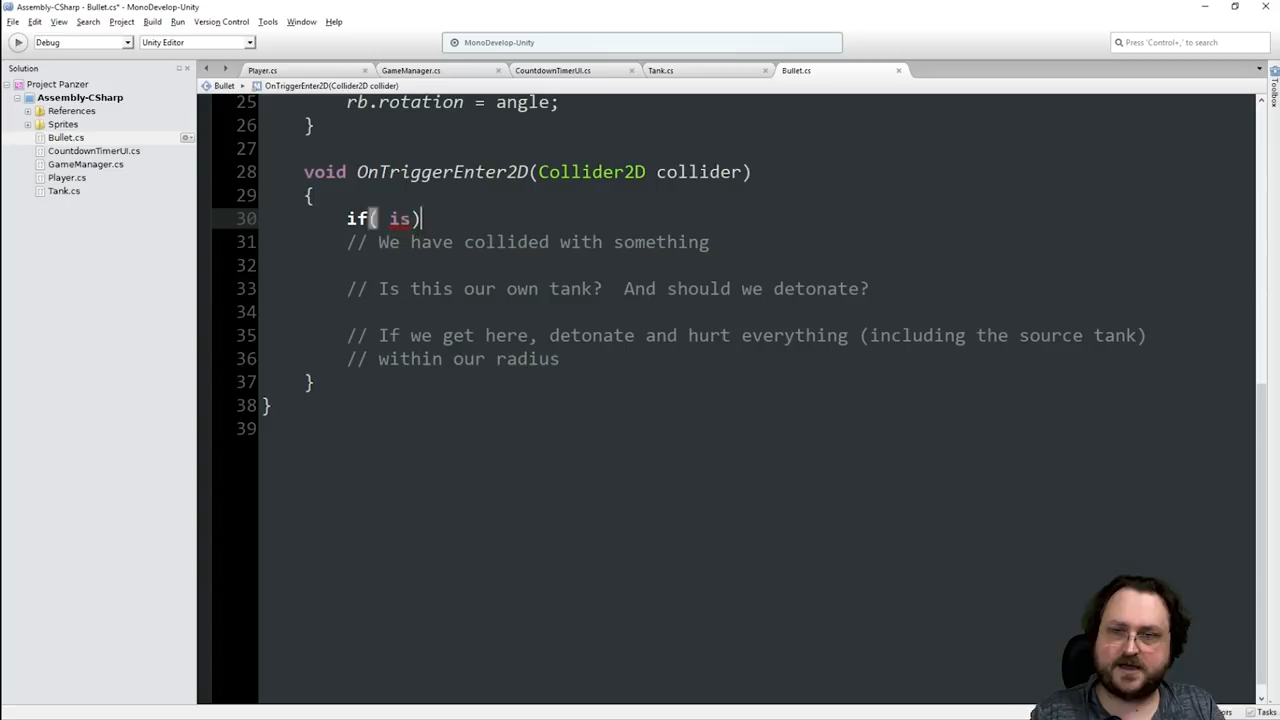 Assembly-CSharp - Bullet.cs* - MonoDevelop-Unity
File Edit View Search Project Build Run Version Control Tools Window Help
Debug Unity Editor MonoDevelop-Unity Press 'Control+,' to search
Solution Player.cs GameManager.cs CountdownTimerUI.cs Tank.cs Bullet.cs
Project Panzer
Bullet OnTriggerEnter2D(Collider2D collider)
Assembly-CSharp
References
Sprites
Bullet.cs
CountdownTimerUI.cs
GameManager.cs
Player.cs
Tank.cs
Toolbox
25 rb.rotation = angle;
26 }
27
28 void OnTriggerEnter2D(Collider2D collider)
29 {
30 if( is)
31 // We have collided with something
32
33 // Is this our own tank?  And should we detonate?
34
35 // If we get here, detonate and hurt everything (including the source tank)
36 // within our radius
37 }
38 }
39
Tasks